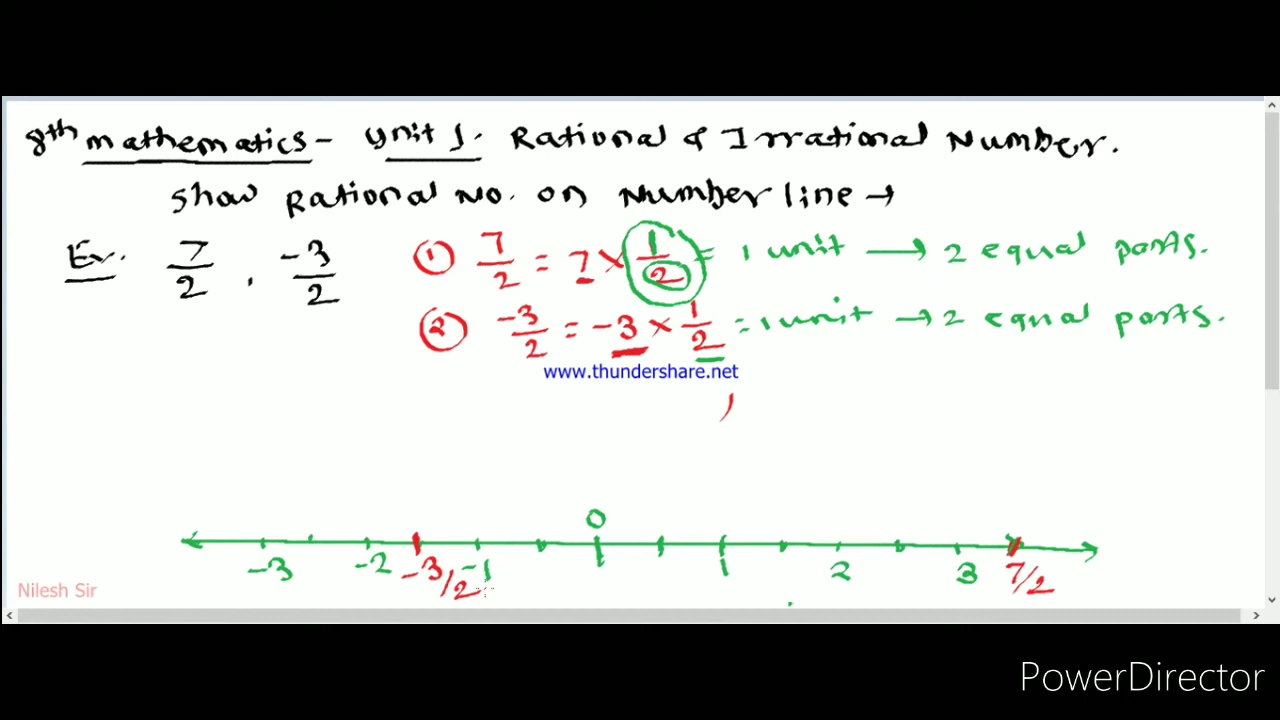 8th mathematics - Unit 1. Rational & Irrational Number.
Show Rational No. on Number line →
Ex. 7/2 , -3/2
① 7/2 = 7 × 1/2 = 1 unit → 2 equal parts.
② -3/2 = -3 × 1/2 = 1 unit → 2 equal parts.
www.thundershare.net
0
-3 -2 -3/2 -1 1 2 3 7/2
Nilesh Sir
PowerDirector